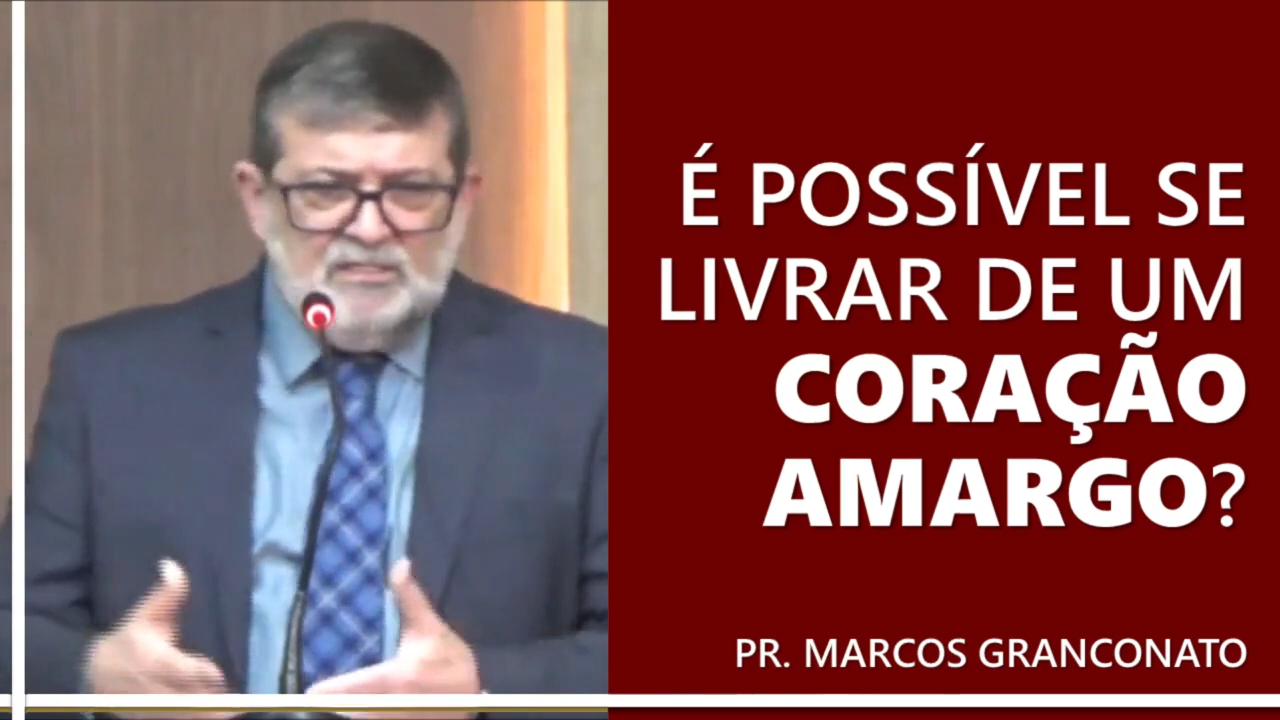 É POSSÍVEL SE
LIVRAR DE UM
CORAÇÃO
AMARGO?
PR. MARCOS GRANCONATO